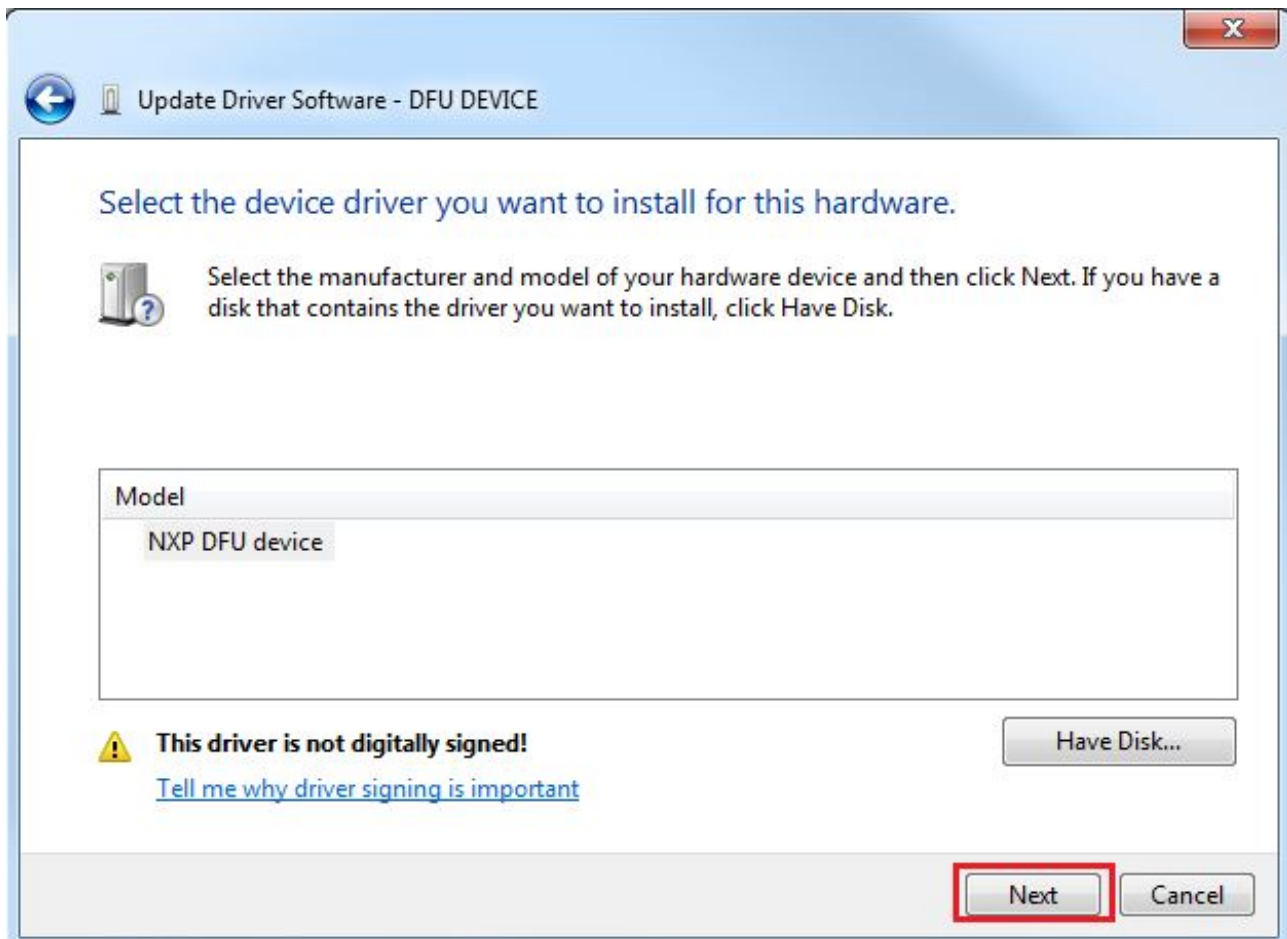 Update Driver Software - DFU DEVICE
Select the device driver you want to install for this hardware.
Select the manufacturer and model of your hardware device and then click Next. If you have a
disk that contains the driver you want to install, click Have Disk.
Model
NXP DFU device
This driver is not digitally signed!
Have Disk...
Tell me why driver signing is important
Next
Cancel